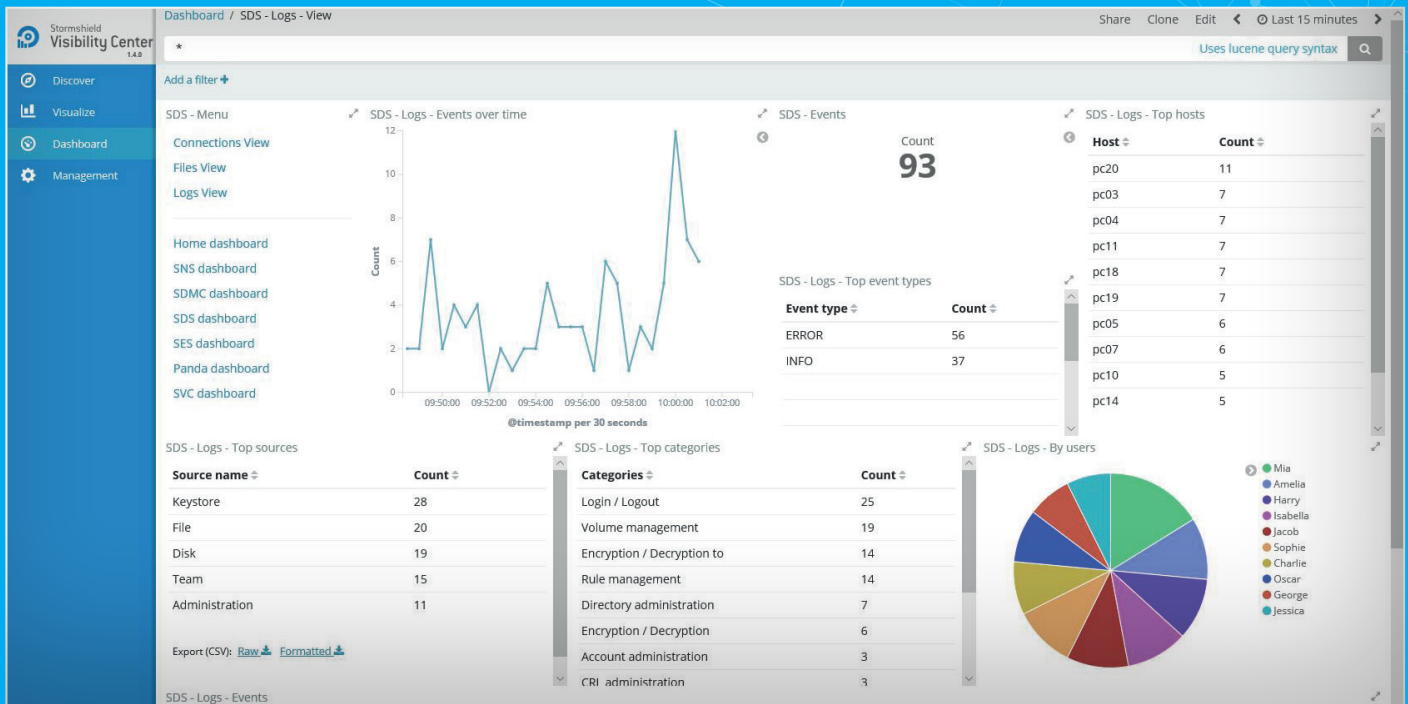 Stormshield
Visibility Center
1.4.0
Discover
Visualize
Dashboard
Management
Dashboard / SDS - Logs - View
Share Clone Edit Last 15 minutes
*
Uses lucene query syntax
Add a filter +
SDS - Menu
Connections View
Files View
Logs View
Home dashboard
SNS dashboard
SDMC dashboard
SDS dashboard
SES dashboard
Panda dashboard
SVC dashboard
SDS - Logs - Events over time
12
10
8
6
4
2
0
Count
09:50:00 09:52:00 09:54:00 09:56:00 09:58:00 10:00:00 10:02:00
@timestamp per 30 seconds
SDS - Events
Count
93
SDS - Logs - Top event types
Event type Count
ERROR 56
INFO 37
SDS - Logs - Top hosts
Host Count
pc20 11
pc03 7
pc04 7
pc11 7
pc18 7
pc19 7
pc05 6
pc07 6
pc10 5
pc14 5
SDS - Logs - Top sources
Source name Count
Keystore 28
File 20
Disk 19
Team 15
Administration 11
Export (CSV): Raw Formatted
SDS - Logs - Top categories
Categories Count
Login / Logout 25
Volume management 19
Encryption / Decryption to 14
Rule management 14
Directory administration 7
Encryption / Decryption 6
Account administration 3
CRL administration 3
SDS - Logs - By users
Mia
Amelia
Harry
Isabella
Jacob
Sophie
Charlie
Oscar
George
Jessica
SDS - Logs - Events